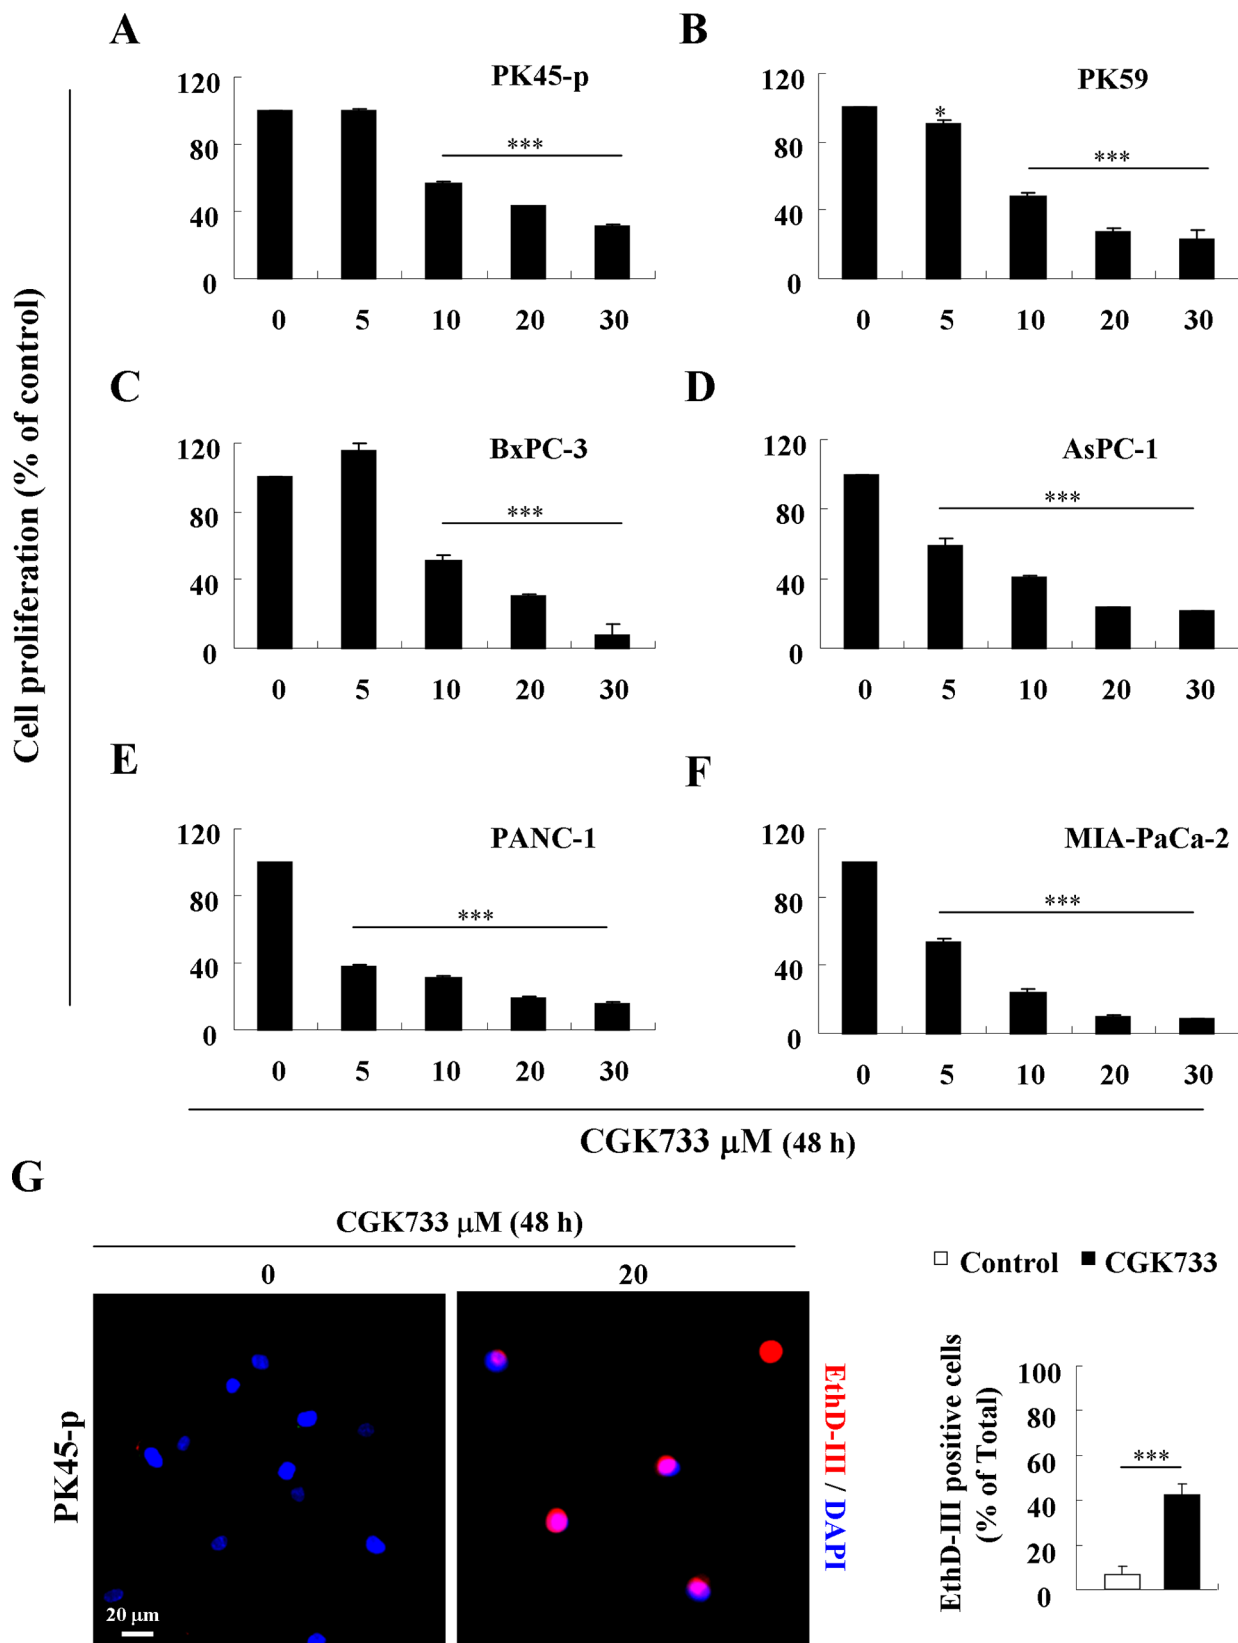 A
B
Cell proliferation (% of control)
PK45-p
120
80
40
0
***
0 5 10 20 30
PK59
120
80
40
0
*
***
0 5 10 20 30
C
D
BxPC-3
120
80
40
0
***
0 5 10 20 30
AsPC-1
120
80
40
0
***
0 5 10 20 30
E
F
PANC-1
120
80
40
0
***
0 5 10 20 30
MIA-PaCa-2
120
80
40
0
***
0 5 10 20 30
CGK733 μM (48 h)
G
CGK733 μM (48 h)
0 20
PK45-p
20 μm
EthD-III / DAPI
Control CGK733
EthD-III positive cells
(% of Total)
100
80
60
40
20
0
***